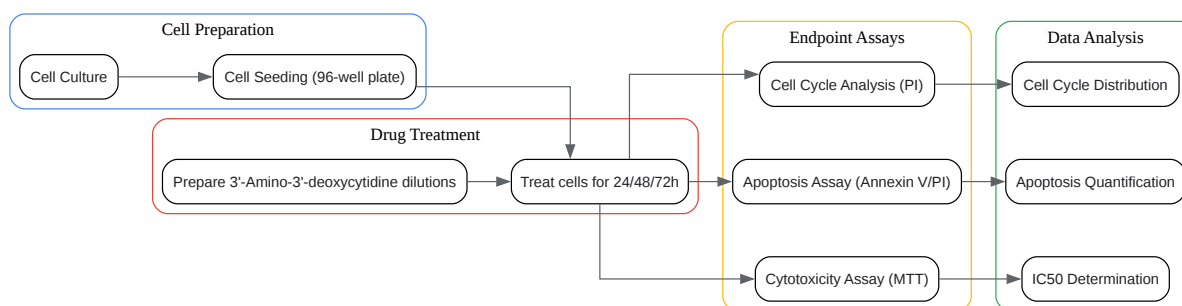 Cell Preparation
Cell Culture
Cell Seeding (96-well plate)
Drug Treatment
Prepare 3'-Amino-3'-deoxycytidine dilutions
Treat cells for 24/48/72h
Endpoint Assays
Cell Cycle Analysis (PI)
Apoptosis Assay (Annexin V/PI)
Cytotoxicity Assay (MTT)
Data Analysis
Cell Cycle Distribution
Apoptosis Quantification
IC50 Determination